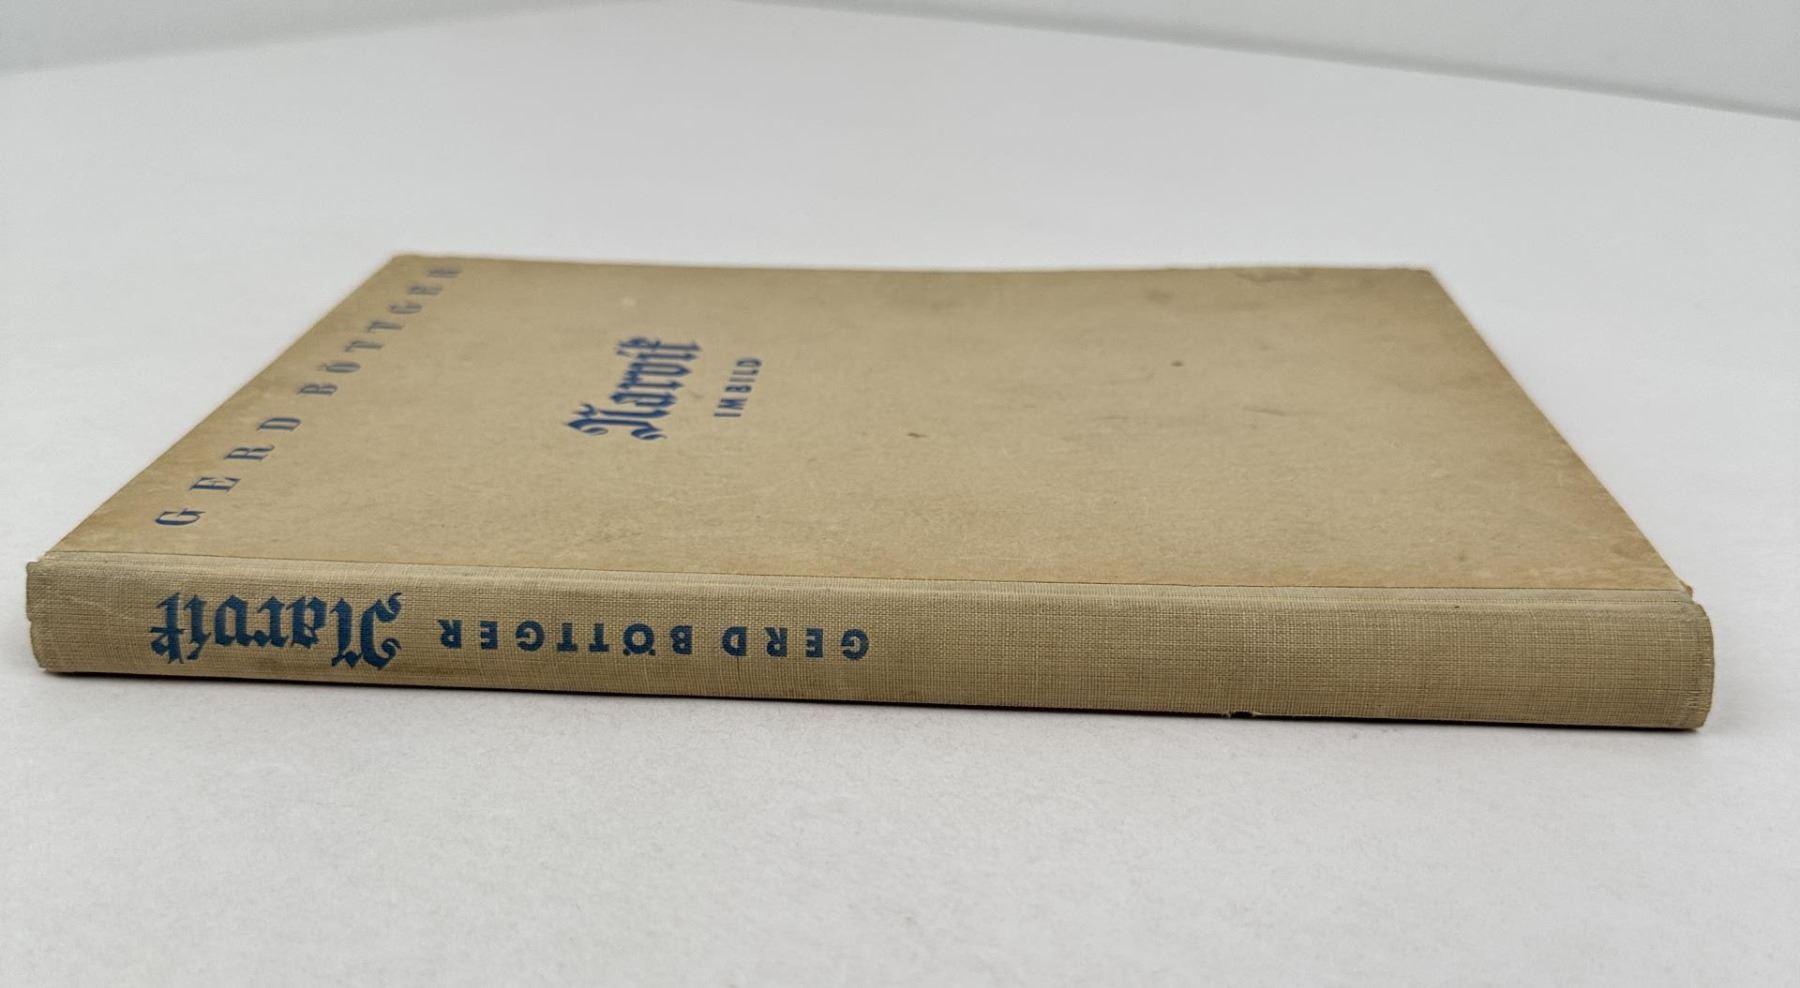 GERD BÖTTGER
Narvik
IM BILD
GERD BÖTTGER Narvik